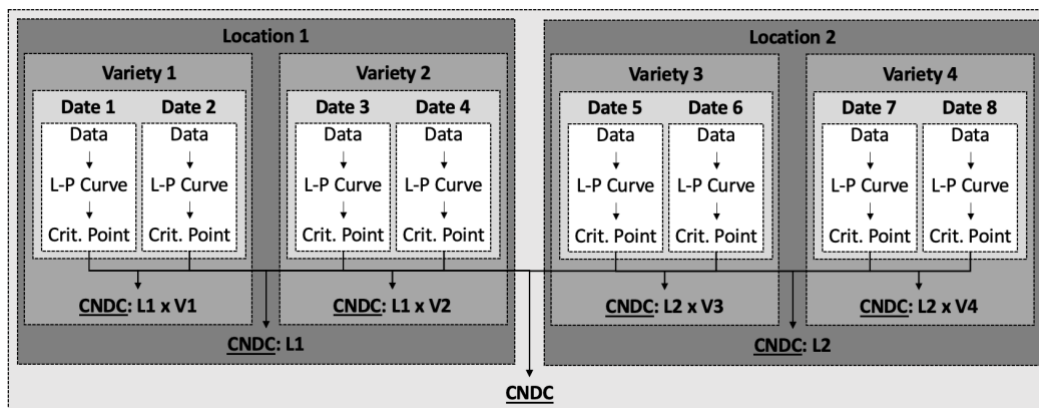 Location 1
Location 2
Variety 1
Variety 2
Variety 3
Variety 4
Date 1
Date 2
Date 3
Date 4
Date 5
Date 6
Date 7
Date 8
Data
Data
Data
Data
Data
Data
Data
Data
L-P Curve
L-P Curve
L-P Curve
L-P Curve
L-P Curve
L-P Curve
L-P Curve
L-P Curve
Crit. Point
Crit. Point
Crit. Point
Crit. Point
Crit. Point
Crit. Point
Crit. Point
Crit. Point
CNDC: L1 x V1
CNDC: L1 x V2
CNDC: L2 x V3
CNDC: L2 x V4
CNDC: L1
CNDC: L2
CNDC